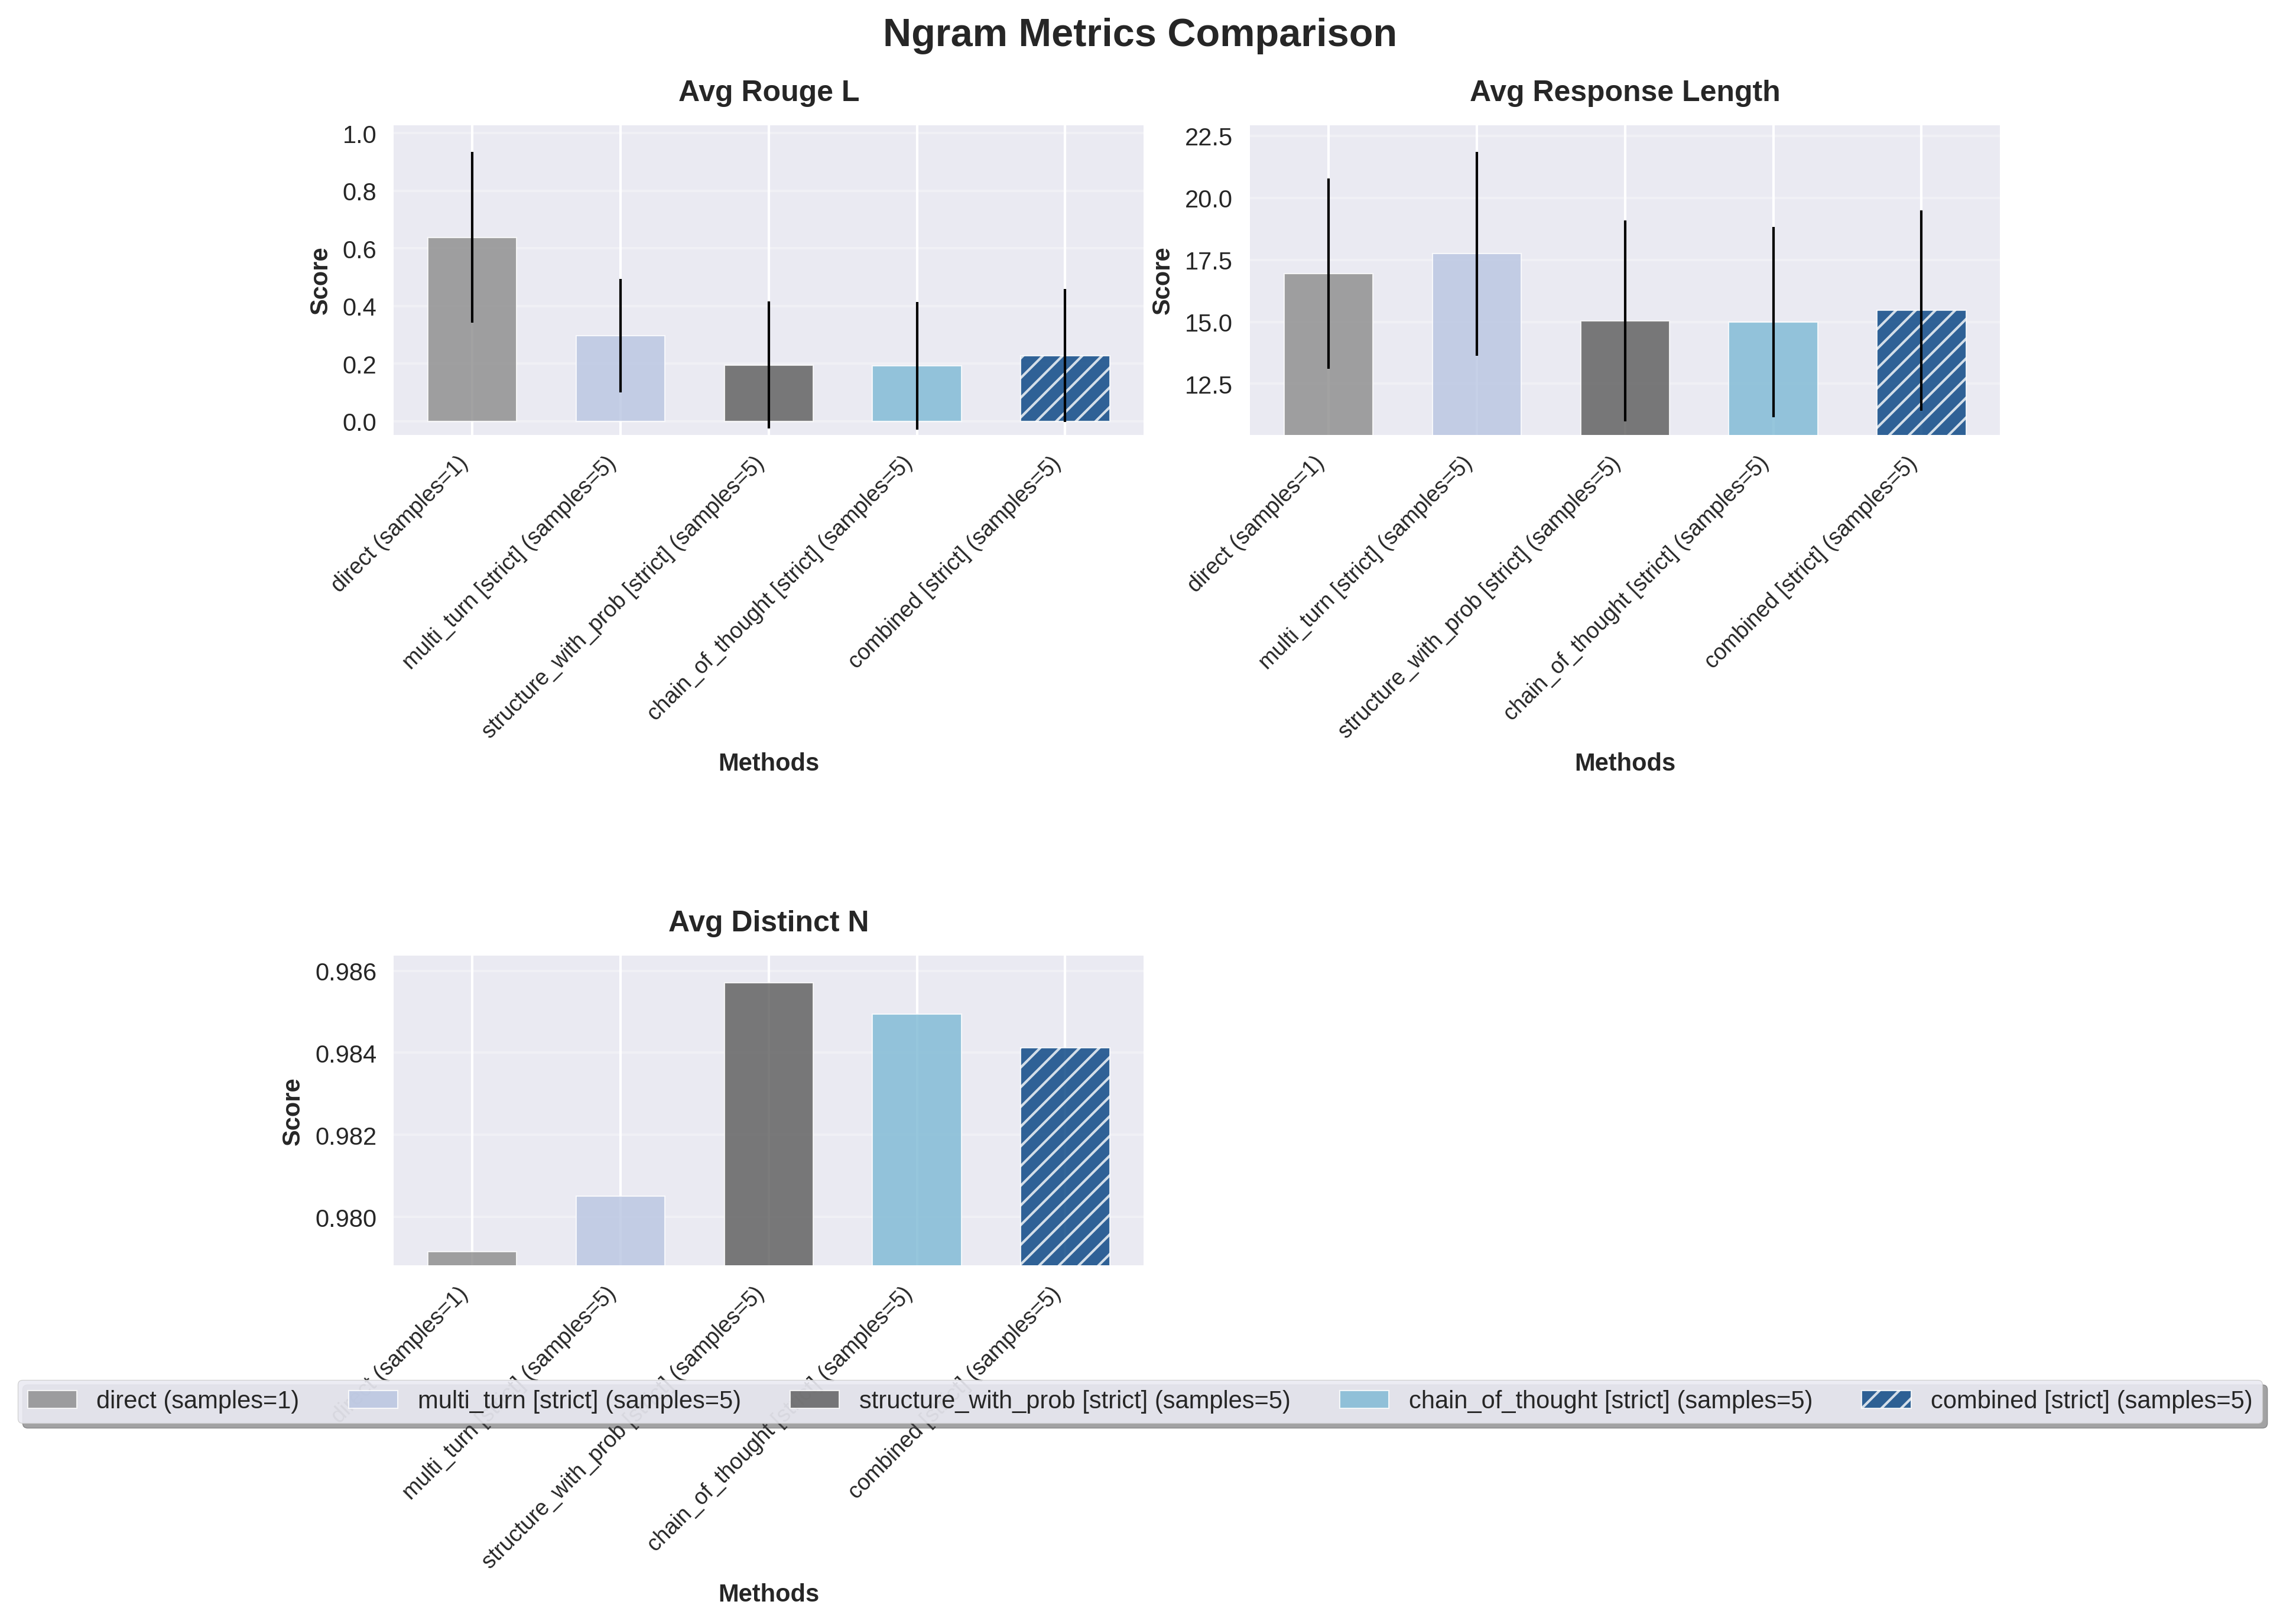 Ngram Metrics Comparison
Avg Rouge L
1.0
0.8
0.6
0.4
0.2
0.0
Score
direct (samples=1)
multi_turn [strict] (samples=5)
structure_with_prob [strict] (samples=5)
chain_of_thought [strict] (samples=5)
combined [strict] (samples=5)
Methods
Avg Response Length
22.5
20.0
17.5
15.0
12.5
Score
direct (samples=1)
multi_turn [strict] (samples=5)
structure_with_prob [strict] (samples=5)
chain_of_thought [strict] (samples=5)
combined [strict] (samples=5)
Methods
Avg Distinct N
0.986
0.984
0.982
0.980
Score
direct (samples=1)
multi_turn [strict] (samples=5)
structure_with_prob [strict] (samples=5)
chain_of_thought [strict] (samples=5)
combined [strict] (samples=5)
Methods
direct (samples=1)
multi_turn [strict] (samples=5)
structure_with_prob [strict] (samples=5)
chain_of_thought [strict] (samples=5)
combined [strict] (samples=5)